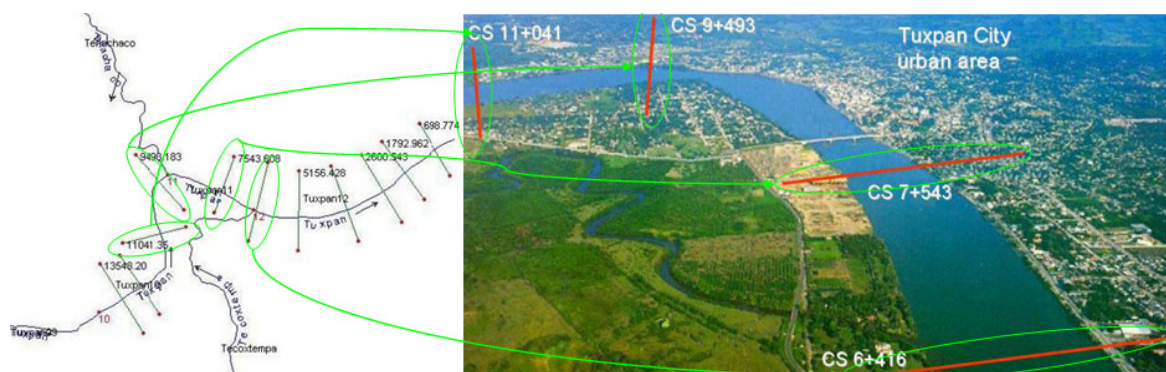 Tenechaco
9493.183
11
Tuxpan11
7543.608
12
5156.428
Tuxpan12
Tuxpan
2600.543
1792.962
698.774
11041.35
13548.20
Tuxpan
10
Tuxpan
Tecoxtempa
CS 11+041
CS 9+493
Tuxpan City
urban area
CS 7+543
CS 6+416